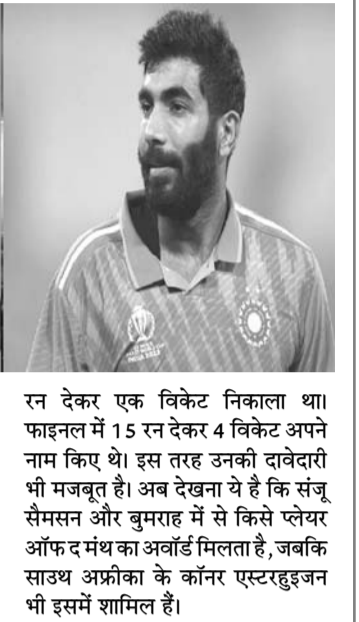 रन देकर एक विकेट निकाला था।
फाइनल में 15 रन देकर 4 विकेट अपने
नाम किए थे। इस तरह उनकी दावेदारी
भी मजबूत है। अब देखना ये है कि संजू
सैमसन और बुमराह में से किसे प्लेयर
ऑफ द मंथ का अवॉर्ड मिलता है, जबकि
साउथ अफ्रीका के कॉनर एस्टरहुइजन
भी इसमें शामिल हैं।